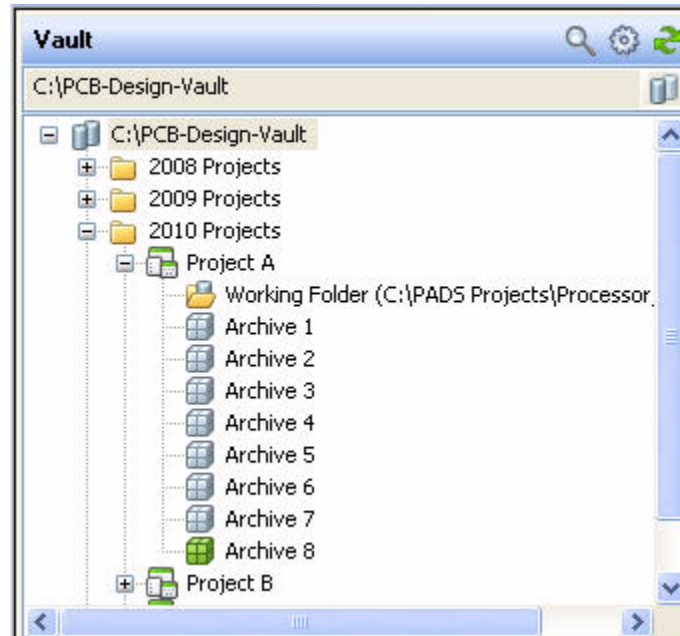 Vault
C:\PCB-Design-Vault
C:\PCB-Design-Vault
2008 Projects
2009 Projects
2010 Projects
Project A
Working Folder (C:\PADS Projects\Processor_
Archive 1
Archive 2
Archive 3
Archive 4
Archive 5
Archive 6
Archive 7
Archive 8
Project B